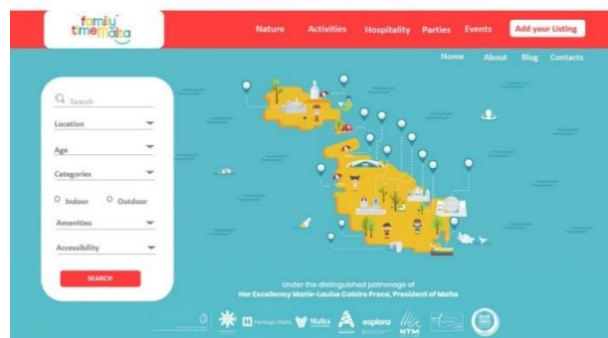 family
time malta
Nature Activities Hospitality Parties Events Add your Listing
Home About Blog Contacts
Search
Location
Age
Categories
Indoor Outdoor
Amenities
Accessibility
SEARCH
Under the distinguished patronage of
Her Excellency Marie-Louise Coleiro Preca, President of Malta
Heritage Malta Malta esplora NTM